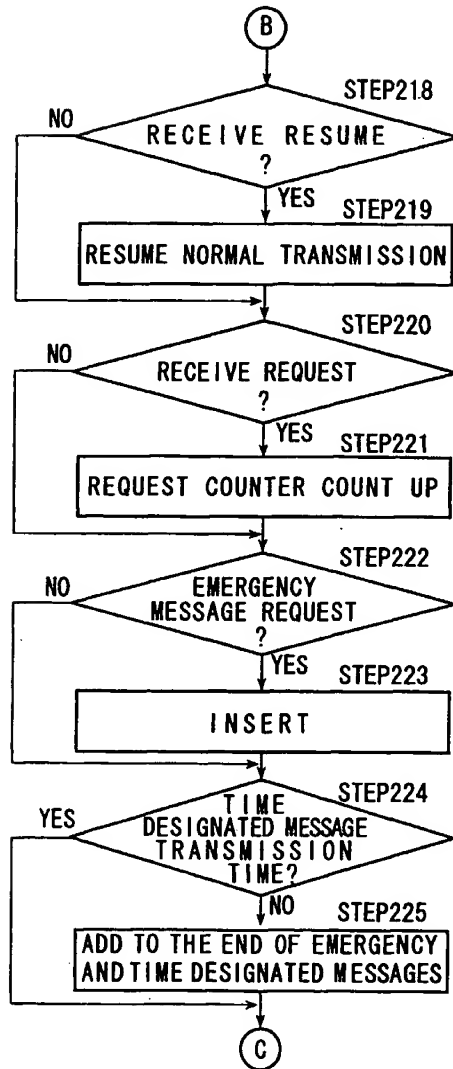 B
STEP218
NO
RECEIVE RESUME
?
YES
STEP219
RESUME NORMAL TRANSMISSION
STEP220
NO
RECEIVE REQUEST
?
YES
STEP221
REQUEST COUNTER COUNT UP
STEP222
NO
EMERGENCY
MESSAGE REQUEST
?
YES
STEP223
INSERT
STEP224
YES
TIME
DESIGNATED MESSAGE
TRANSMISSION
TIME?
NO
STEP225
ADD TO THE END OF EMERGENCY
AND TIME DESIGNATED MESSAGES
C